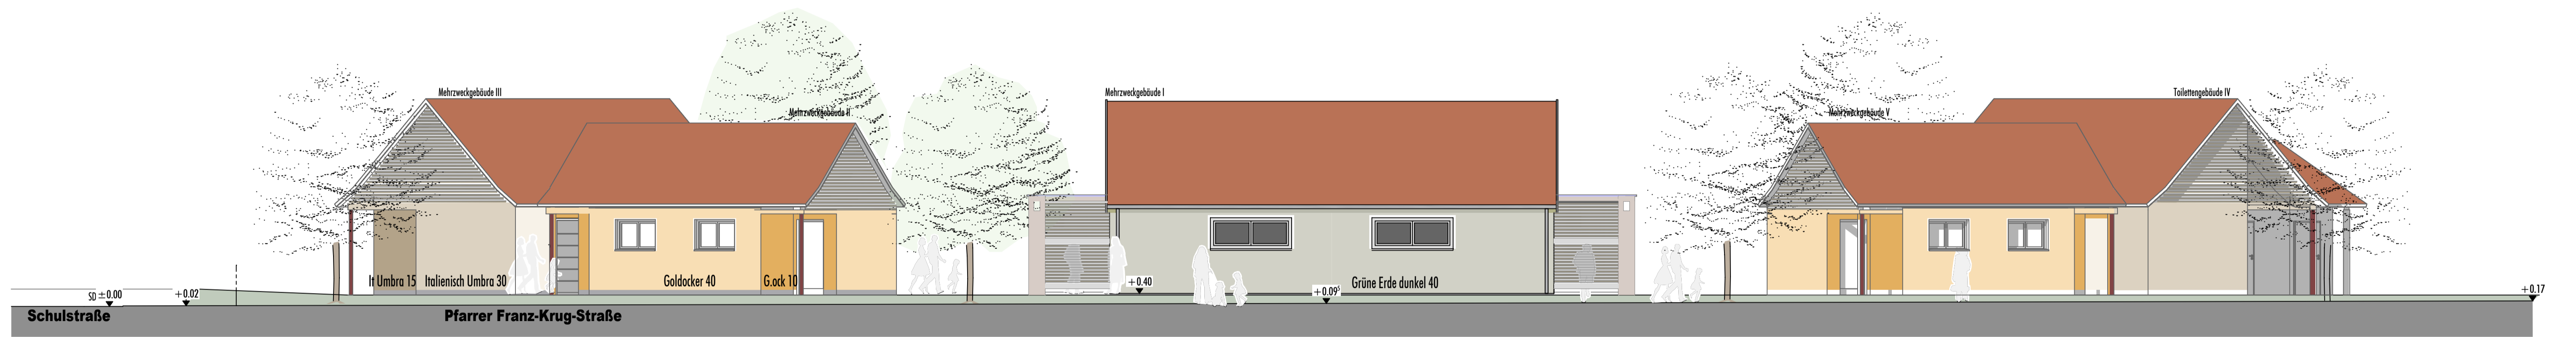 Mehrzweckgebäude III
Mehrzweckgebäude II
Mehrzweckgebäude I
Mehrzweckgebäude V
Toilettengebäude IV
It Umbra 15
Italienisch Umbra 30
Goldocker 40
G.ock 10
Grüne Erde dunkel 40
SD ±0.00
+0.02
+0.40
+0.09⁵
+0.17
Schulstraße
Pfarrer Franz-Krug-Straße